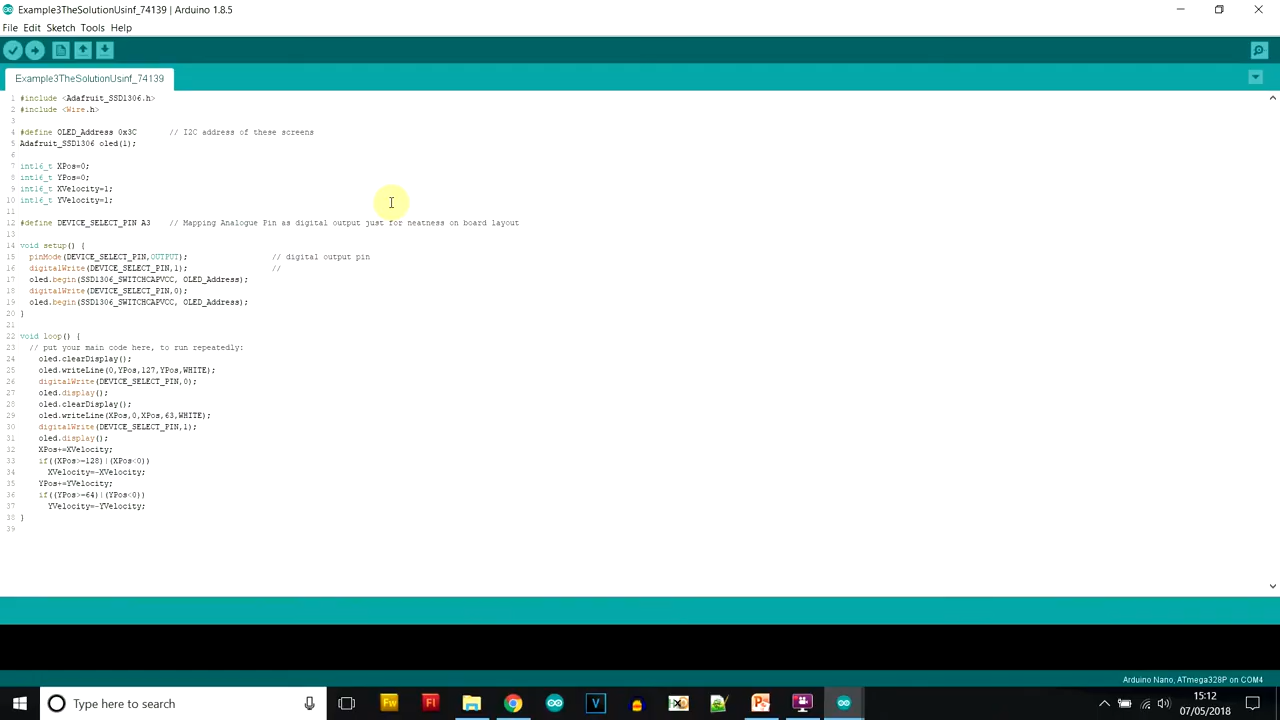 Example3TheSolutionUsinf_74139 | Arduino 1.8.5
File Edit Sketch Tools Help
Example3TheSolutionUsinf_74139
1 #include <Adafruit_SSD1306.h>
2 #include <Wire.h>
3
4 #define OLED_Address 0x3C // I2C address of these screens
5 Adafruit_SSD1306 oled(1);
6
7 int16_t XPos=0;
8 int16_t YPos=0;
9 int16_t XVelocity=1;
10 int16_t YVelocity=1;
11
12 #define DEVICE_SELECT_PIN A3 // Mapping Analogue Pin as digital output just for neatness on board layout
13
14 void setup() {
15 pinMode(DEVICE_SELECT_PIN,OUTPUT); // digital output pin
16 digitalWrite(DEVICE_SELECT_PIN,1); //
17 oled.begin(SSD1306_SWITCHCAPVCC, OLED_Address);
18 digitalWrite(DEVICE_SELECT_PIN,0);
19 oled.begin(SSD1306_SWITCHCAPVCC, OLED_Address);
20 }
21
22 void loop() {
23 // put your main code here, to run repeatedly:
24 oled.clearDisplay();
25 oled.writeLine(0,YPos,127,YPos,WHITE);
26 digitalWrite(DEVICE_SELECT_PIN,0);
27 oled.display();
28 oled.clearDisplay();
29 oled.writeLine(XPos,0,XPos,63,WHITE);
30 digitalWrite(DEVICE_SELECT_PIN,1);
31 oled.display();
32 XPos+=XVelocity;
33 if((XPos>=128)|(XPos<0))
34 XVelocity=-XVelocity;
35 YPos+=YVelocity;
36 if((YPos>=64)|(YPos<0))
37 YVelocity=-YVelocity;
38 }
39
Arduino Nano, ATmega328P on COM4
Type here to search
Fw
Fl
V
15:12
07/05/2018